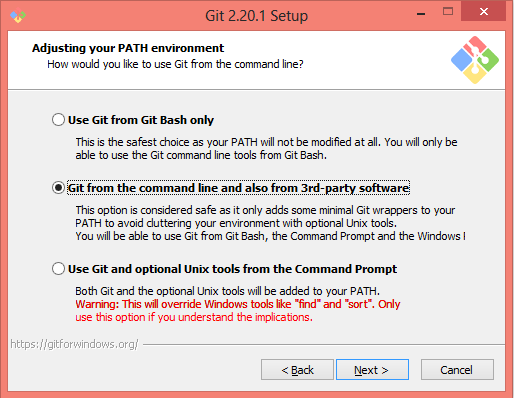 Git 2.20.1 Setup
Adjusting your PATH environment
How would you like to use Git from the command line?
Use Git from Git Bash only
This is the safest choice as your PATH will not be modified at all. You will only be
able to use the Git command line tools from Git Bash.
Git from the command line and also from 3rd-party software
This option is considered safe as it only adds some minimal Git wrappers to your
PATH to avoid cluttering your environment with optional Unix tools.
You will be able to use Git from Git Bash, the Command Prompt and the Windows
Use Git and optional Unix tools from the Command Prompt
Both Git and the optional Unix tools will be added to your PATH.
Warning: This will override Windows tools like "find" and "sort". Only
use this option if you understand the implications.
https://gitforwindows.org/
< Back Next > Cancel